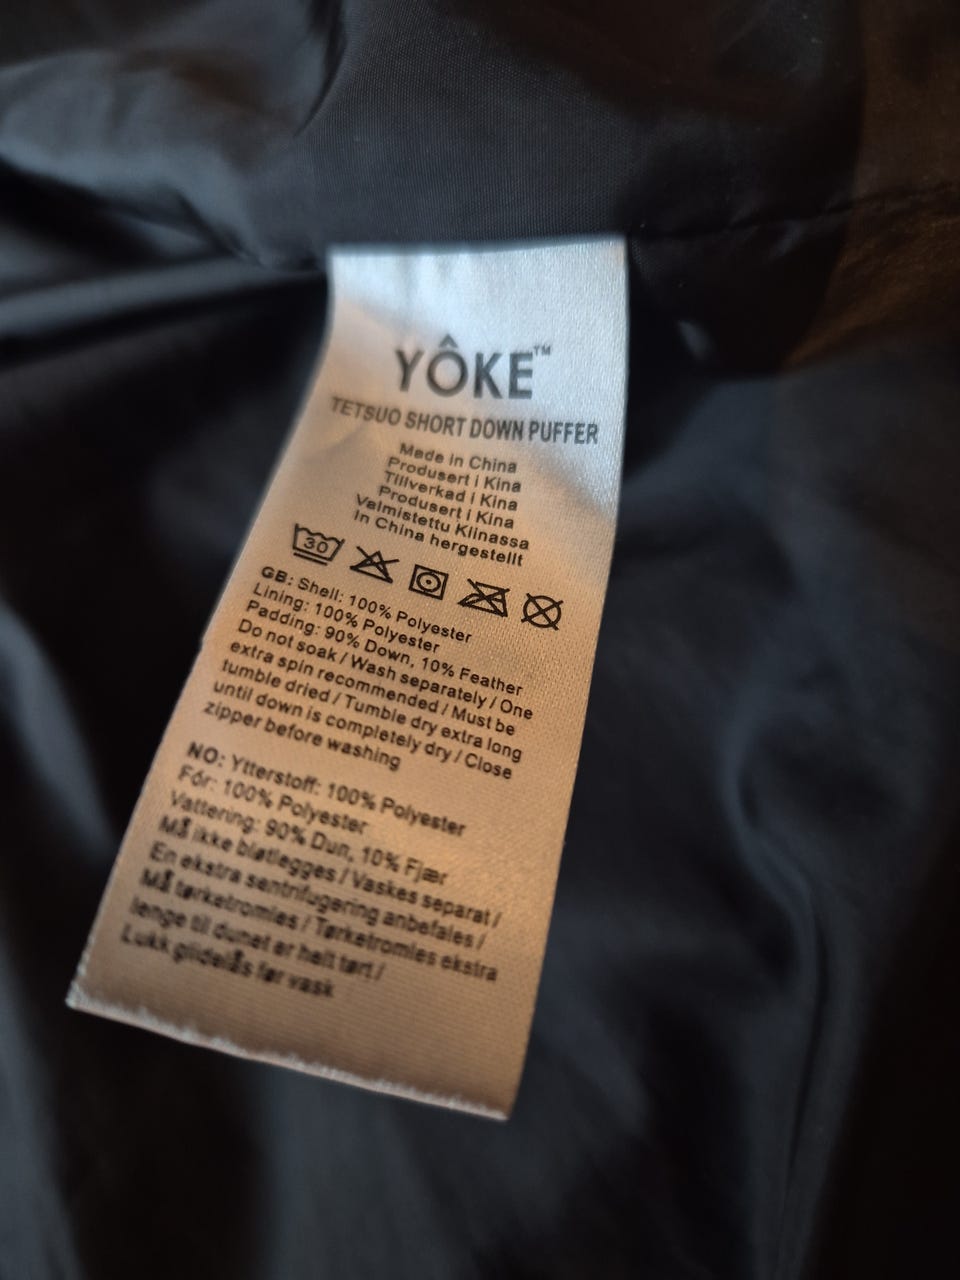 YÔKE™
TETSUO SHORT DOWN PUFFER
Made in China
Produsert i Kina
Tillverkad i Kina
Produsert i Kina
Valmistettu Kiinassa
In China hergestellt
30
GB: Shell: 100% Polyester
Lining: 100% Polyester
Padding: 90% Down, 10% Feather
Do not soak / Wash separately / One
extra spin recommended / Must be
tumble dried / Tumble dry extra long
until down is completely dry / Close
zipper before washing
NO: Ytterstoff: 100% Polyester
Fór: 100% Polyester
Vattering: 90% Dun, 10% Fjær
Må ikke bløtlegges / Vaskes separat /
En ekstra sentrifugering anbefales /
Må tørketromles / Tørketromles ekstra
lenge til dunet er helt tørt /
Lukk glidelås før vask